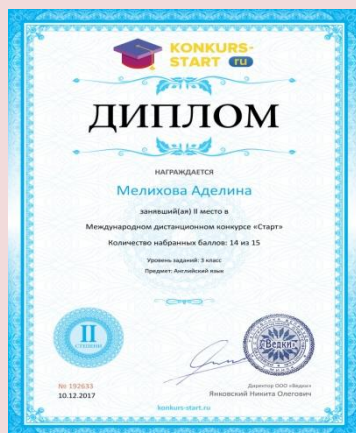 KONKURS-
START ru
ДИПЛОМ
НАГРАЖДАЕТСЯ
Мелихова Аделина
занявший(ая) II место в
Международном дистанционном конкурсе «Старт»
Количество набранных баллов: 14 из 15
Уровень заданий: 3 класс
Предмет: Английский язык
II
СТЕПЕНИ
«Ведки»
№ 192633
10.12.2017
Директор ООО «Ведки»
Янковский Никита Олегович
konkurs-start.ru